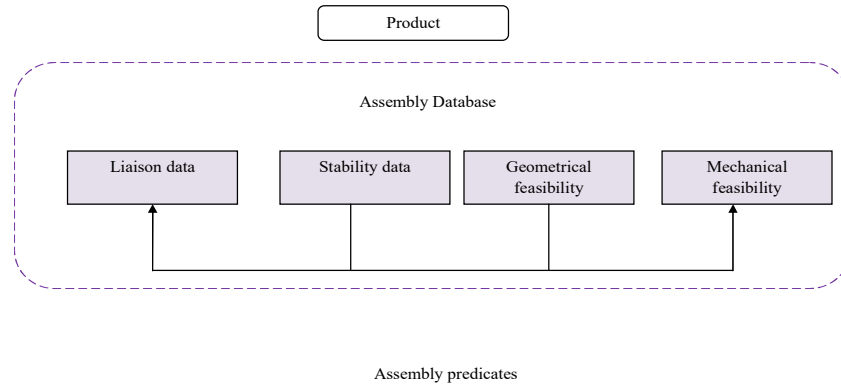 Product
Assembly Database
Liaison data
Stability data
Geometrical
feasibility
Mechanical
feasibility
Assembly predicates